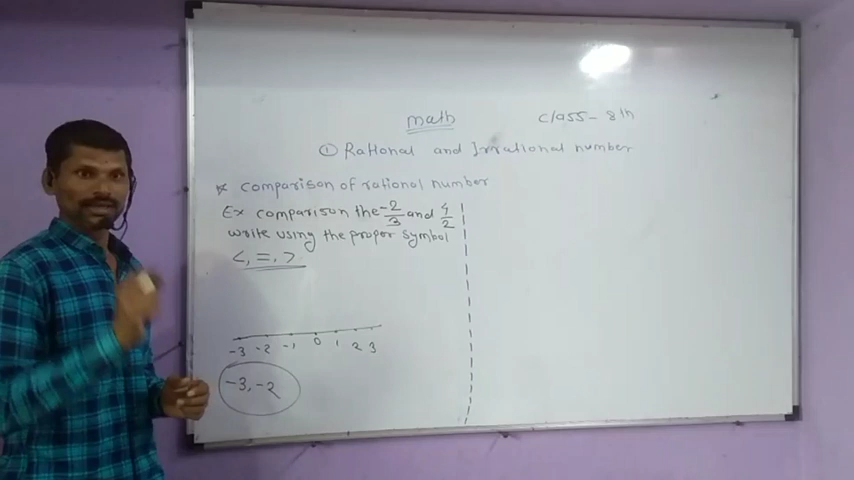 math
class - 8th
① Rational and Irrational number
* comparison of rational number
Ex comparison the -2/3 and 4/2
write using the proper symbol
<, =, >
-3 -2 -1 0 1 2 3
-3, -2